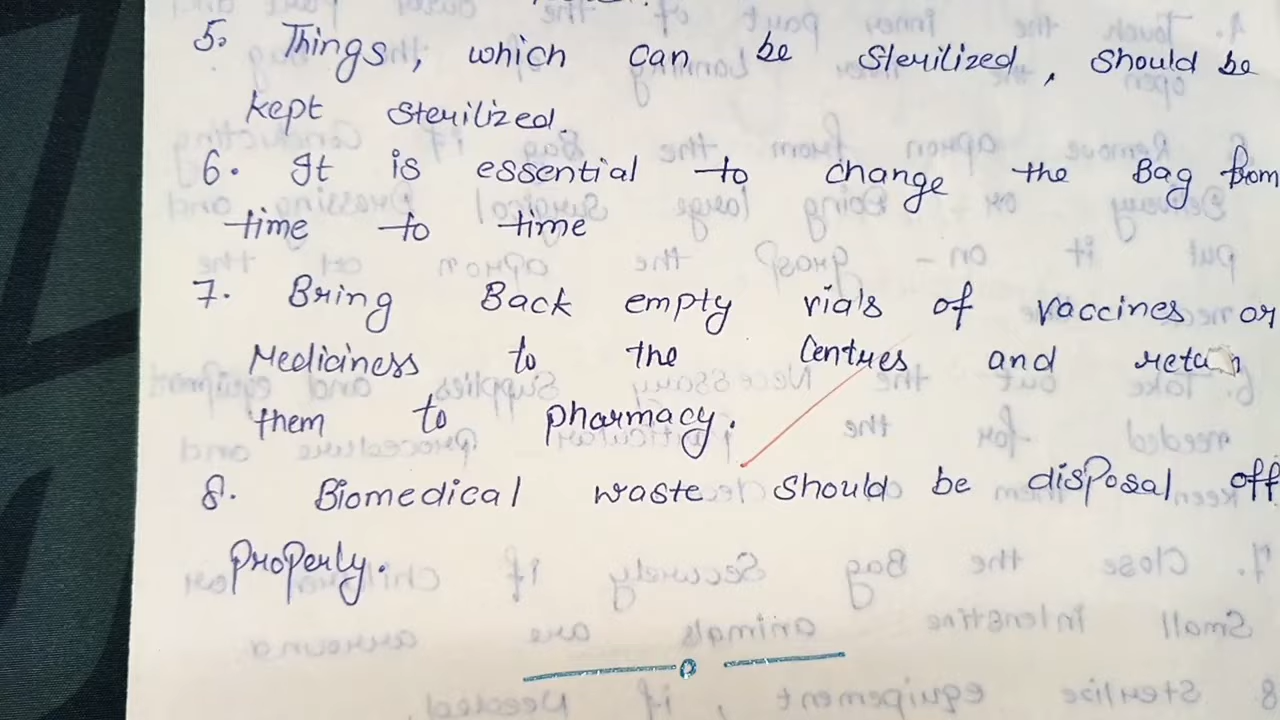 5. Things, which can be sterilized, should be
kept sterilized.
6. It is essential to change the Bag from
time to time
7. Bring Back empty vials of vaccines or
Mediciness to the Centres and retu n
them to pharmacy.
8. Biomedical waste should be disposal off
properly.